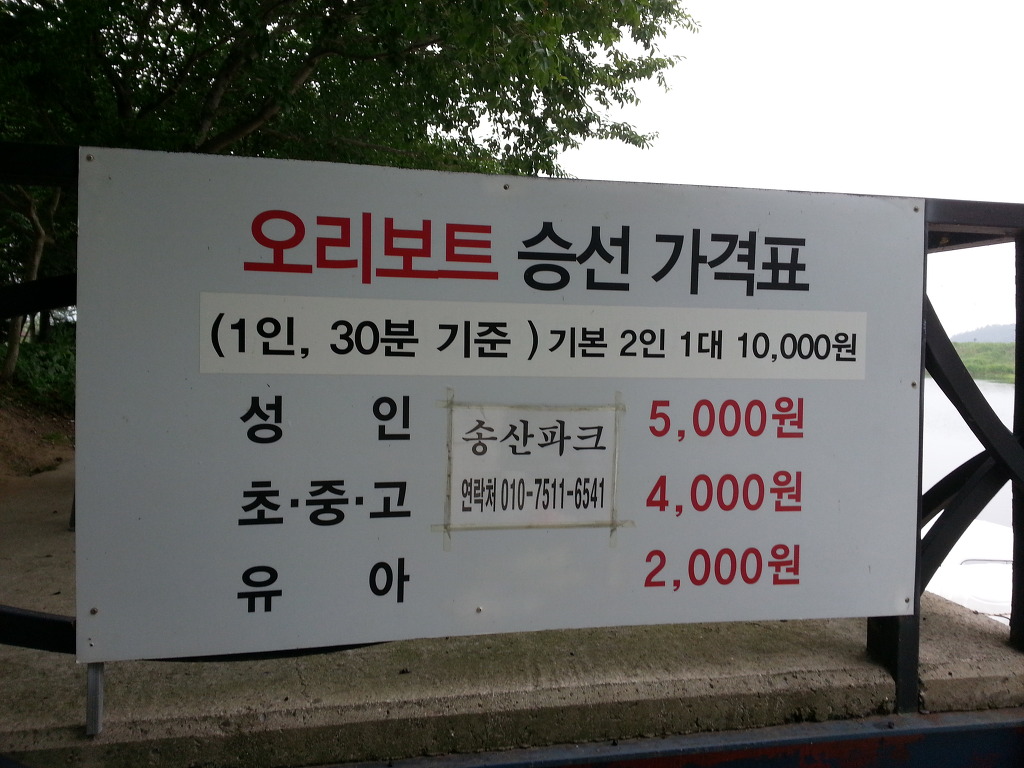 오리보트 승선 가격표
(1인, 30분 기준 ) 기본 2인 1대 10,000원
성 인 5,000원
송산파크
초·중·고 4,000원
연락처 010-7511-6541
유 아 2,000원